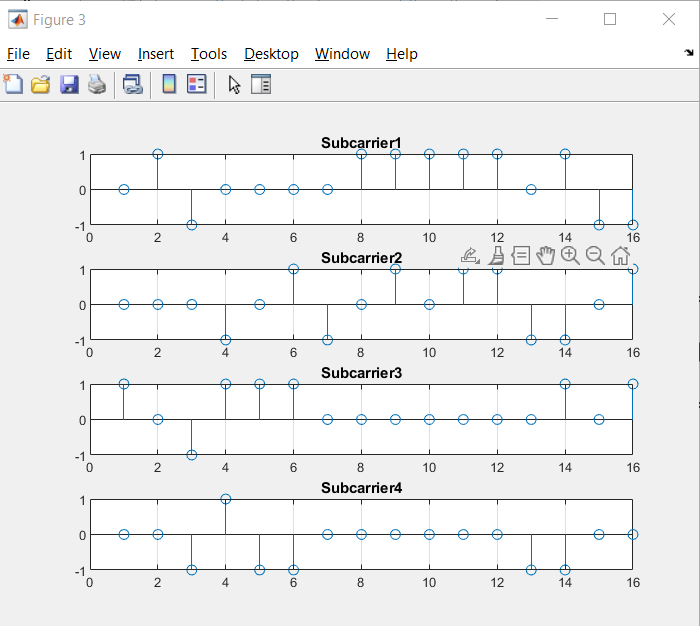 Figure 3
File Edit View Insert Tools Desktop Window Help
Subcarrier1
1
0
-1
0 2 4 6 8 10 12 14 16
Subcarrier2
1
0
-1
0 2 4 6 8 10 12 14 16
Subcarrier3
1
0
-1
0 2 4 6 8 10 12 14 16
Subcarrier4
1
0
-1
0 2 4 6 8 10 12 14 16